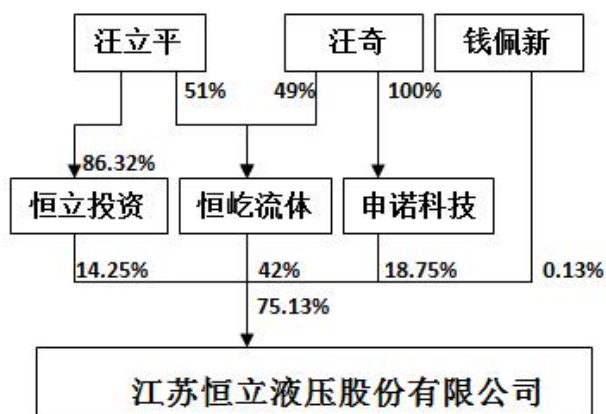 汪立平
汪奇
钱佩新
51%
49%
100%
86.32%
恒立投资
恒屹流体
申诺科技
14.25%
42%
18.75%
0.13%
75.13%
江苏恒立液压股份有限公司